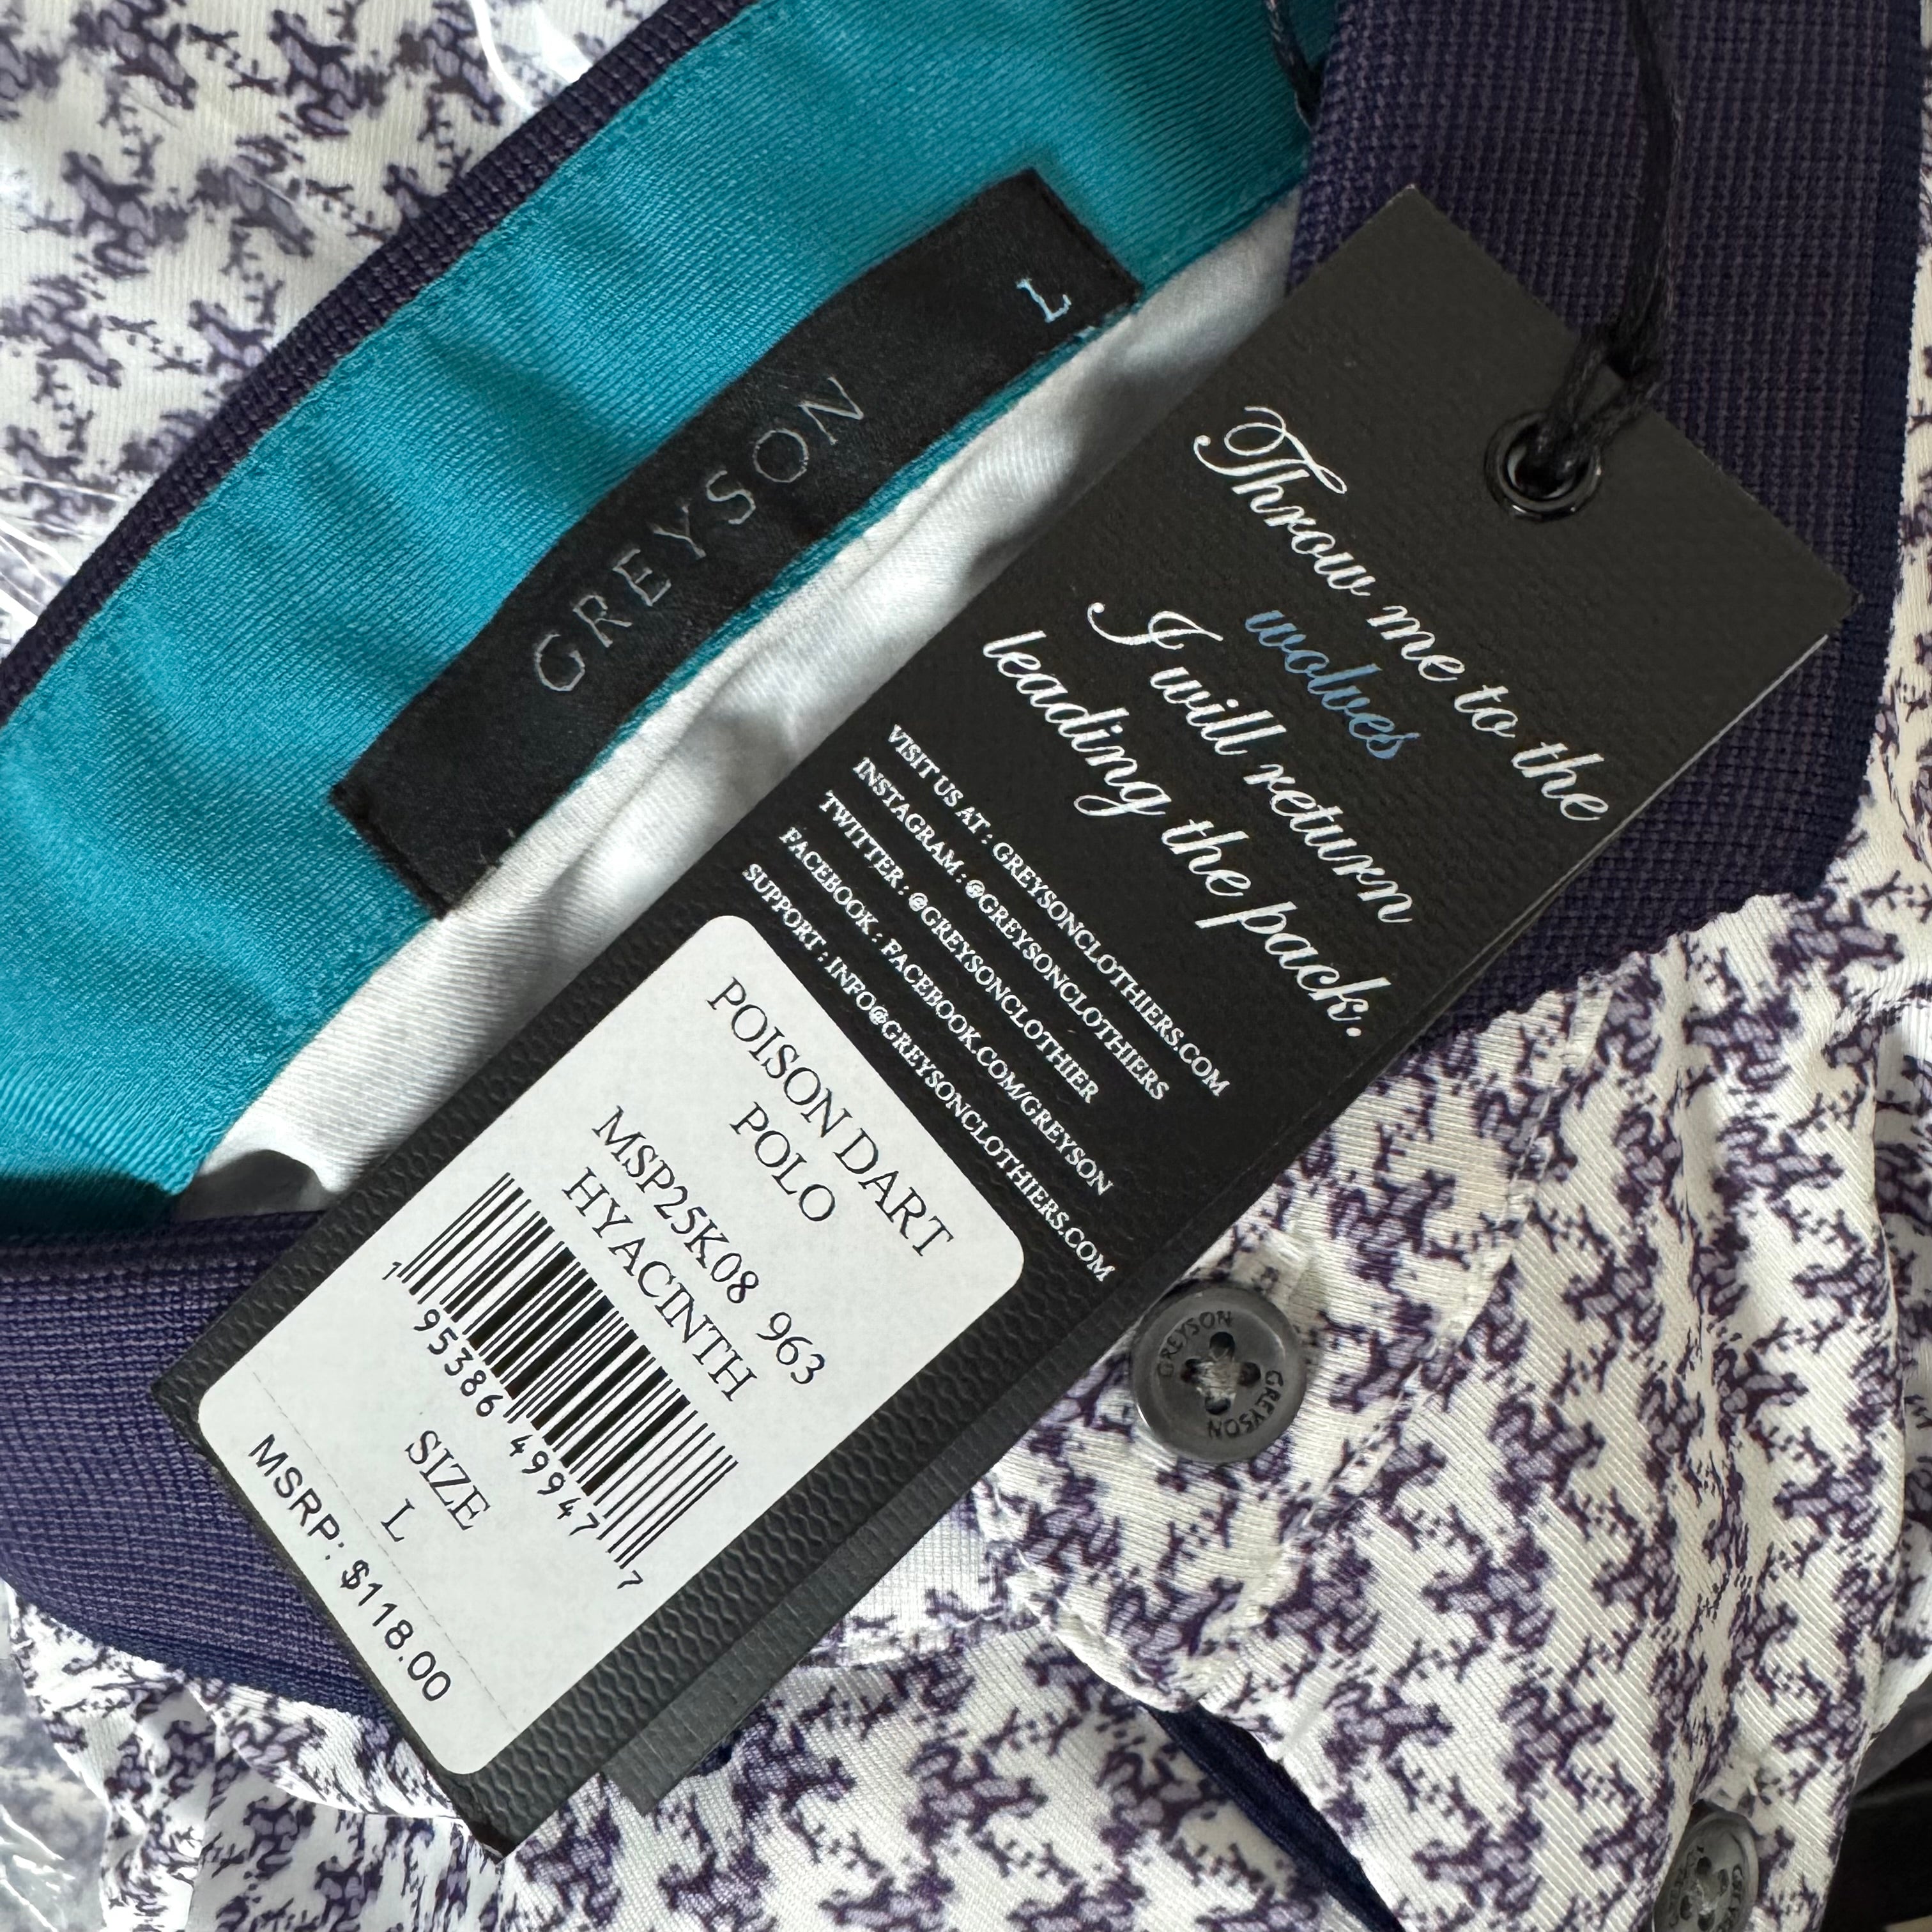 GREYSON
L
Throw me to the
wolves
I will return
leading the pack.
VISIT US AT : GREYSONCLOTHIERS.COM
INSTAGRAM : @GREYSONCLOTHIERS
TWITTER : @GREYSONCLOTHIER
FACEBOOK : FACEBOOK.COM/GREYSON
SUPPORT : INFO@GREYSONCLOTHIERS.COM
POISON DART
POLO
MSP25K08 963
HYACINTH
1 95386 49947 7
SIZE
L
MSRP: $118.00
GREYSON GREYSON